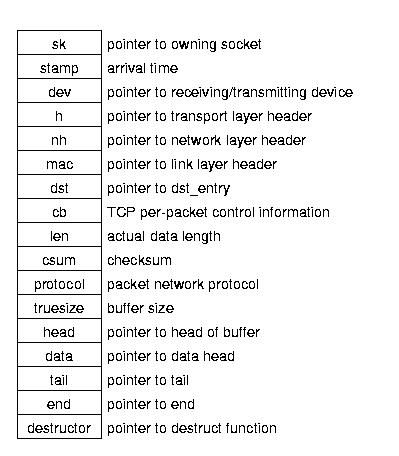 sk pointer to owning socket
stamp arrival time
dev pointer to receiving/transmitting device
h pointer to transport layer header
nh pointer to network layer header
mac pointer to link layer header
dst pointer to dst_entry
cb TCP per-packet control information
len actual data length
csum checksum
protocol packet network protocol
truesize buffer size
head pointer to head of buffer
data pointer to data head
tail pointer to tail
end pointer to end
destructor pointer to destruct function